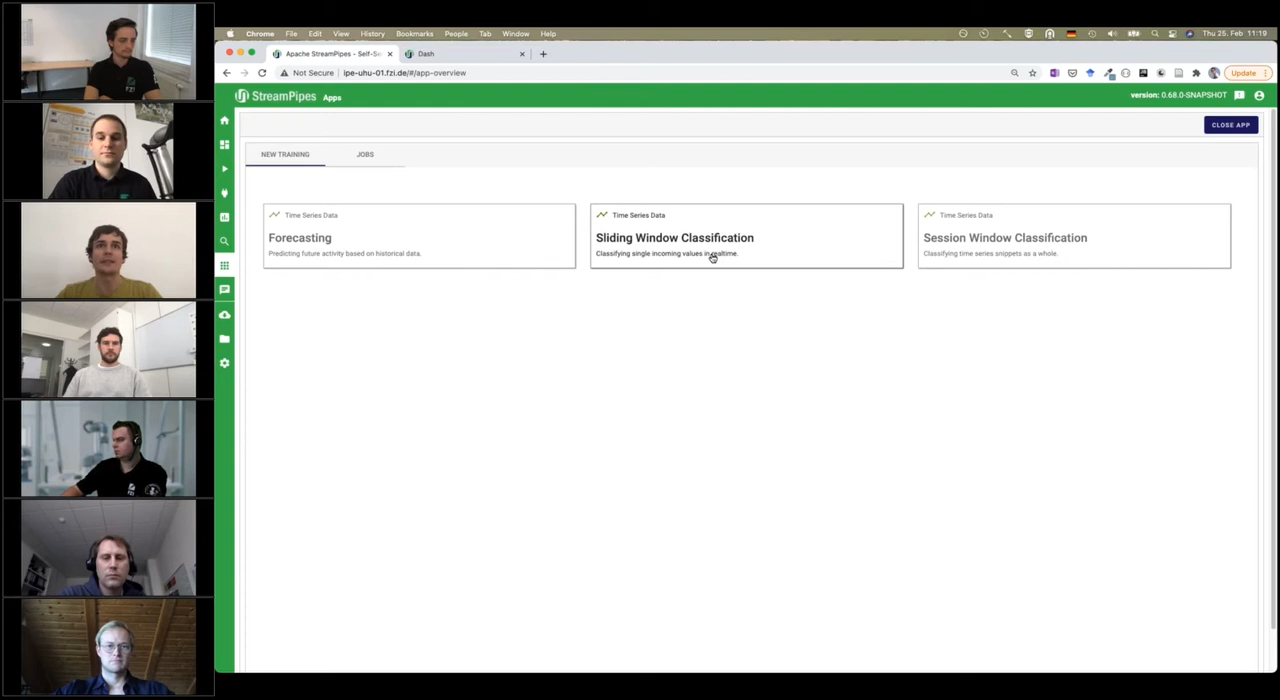 Chrome File Edit View History Bookmarks People Tab Window Help Thu 25. Feb 11:19
Apache StreamPipes - Self-Se Dash
Not Secure ipe-uhu-01.fzi.de/#/app-overview Update
StreamPipes Apps version: 0.68.0-SNAPSHOT
CLOSE APP
NEW TRAINING JOBS
Time Series Data
Forecasting
Predicting future activity based on historical data.
Time Series Data
Sliding Window Classification
Classifying single incoming values in realtime.
Time Series Data
Session Window Classification
Classifying time series snippets as a whole.